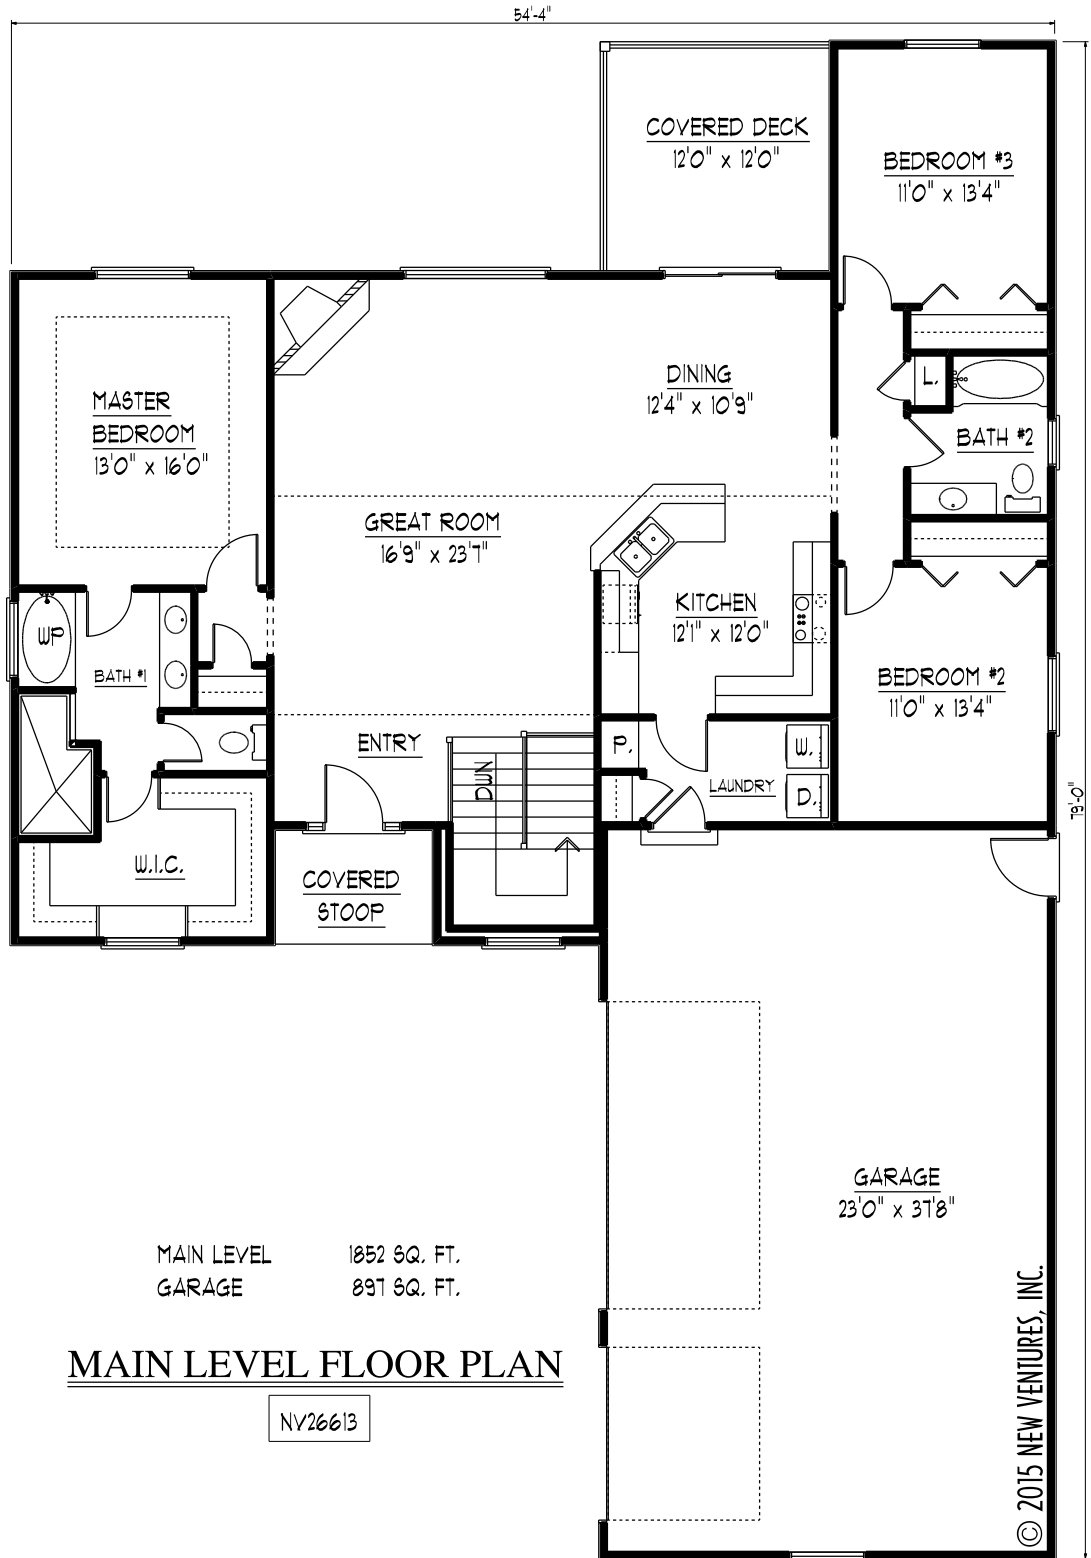 54'-4"
COVERED DECK
12'0" x 12'0"
BEDROOM #3
11'0" x 13'4"
MASTER
BEDROOM
13'0" x 16'0"
DINING
12'4" x 10'9"
L.
BATH #2
GREAT ROOM
16'9" x 23'7"
KITCHEN
12'1" x 12'0"
WP
BATH #1
BEDROOM #2
11'0" x 13'4"
ENTRY
DWN
P.
W.
LAUNDRY
D.
79'-0"
W.I.C.
COVERED
STOOP
GARAGE
23'0" x 37'8"
MAIN LEVEL 1852 SQ. FT.
GARAGE 897 SQ. FT.
MAIN LEVEL FLOOR PLAN
NV26613
© 2015 NEW VENTURES, INC.